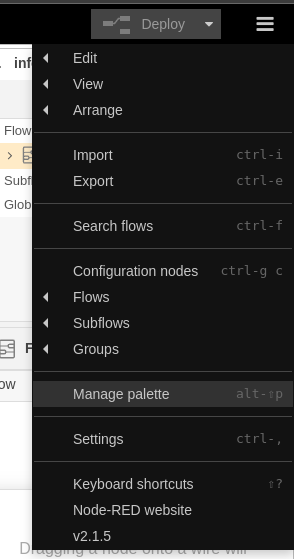 Deploy
info
Edit
View
Arrange
Flow
Import ctrl-i
Subfl
Export ctrl-e
Glob
Search flows ctrl-f
Configuration nodes ctrl-g c
Flows
Subflows
Groups
F
ow
Manage palette alt-⇧p
Settings ctrl-,
Keyboard shortcuts ⇧?
Node-RED website
v2.1.5
Dragging a node onto a wire will